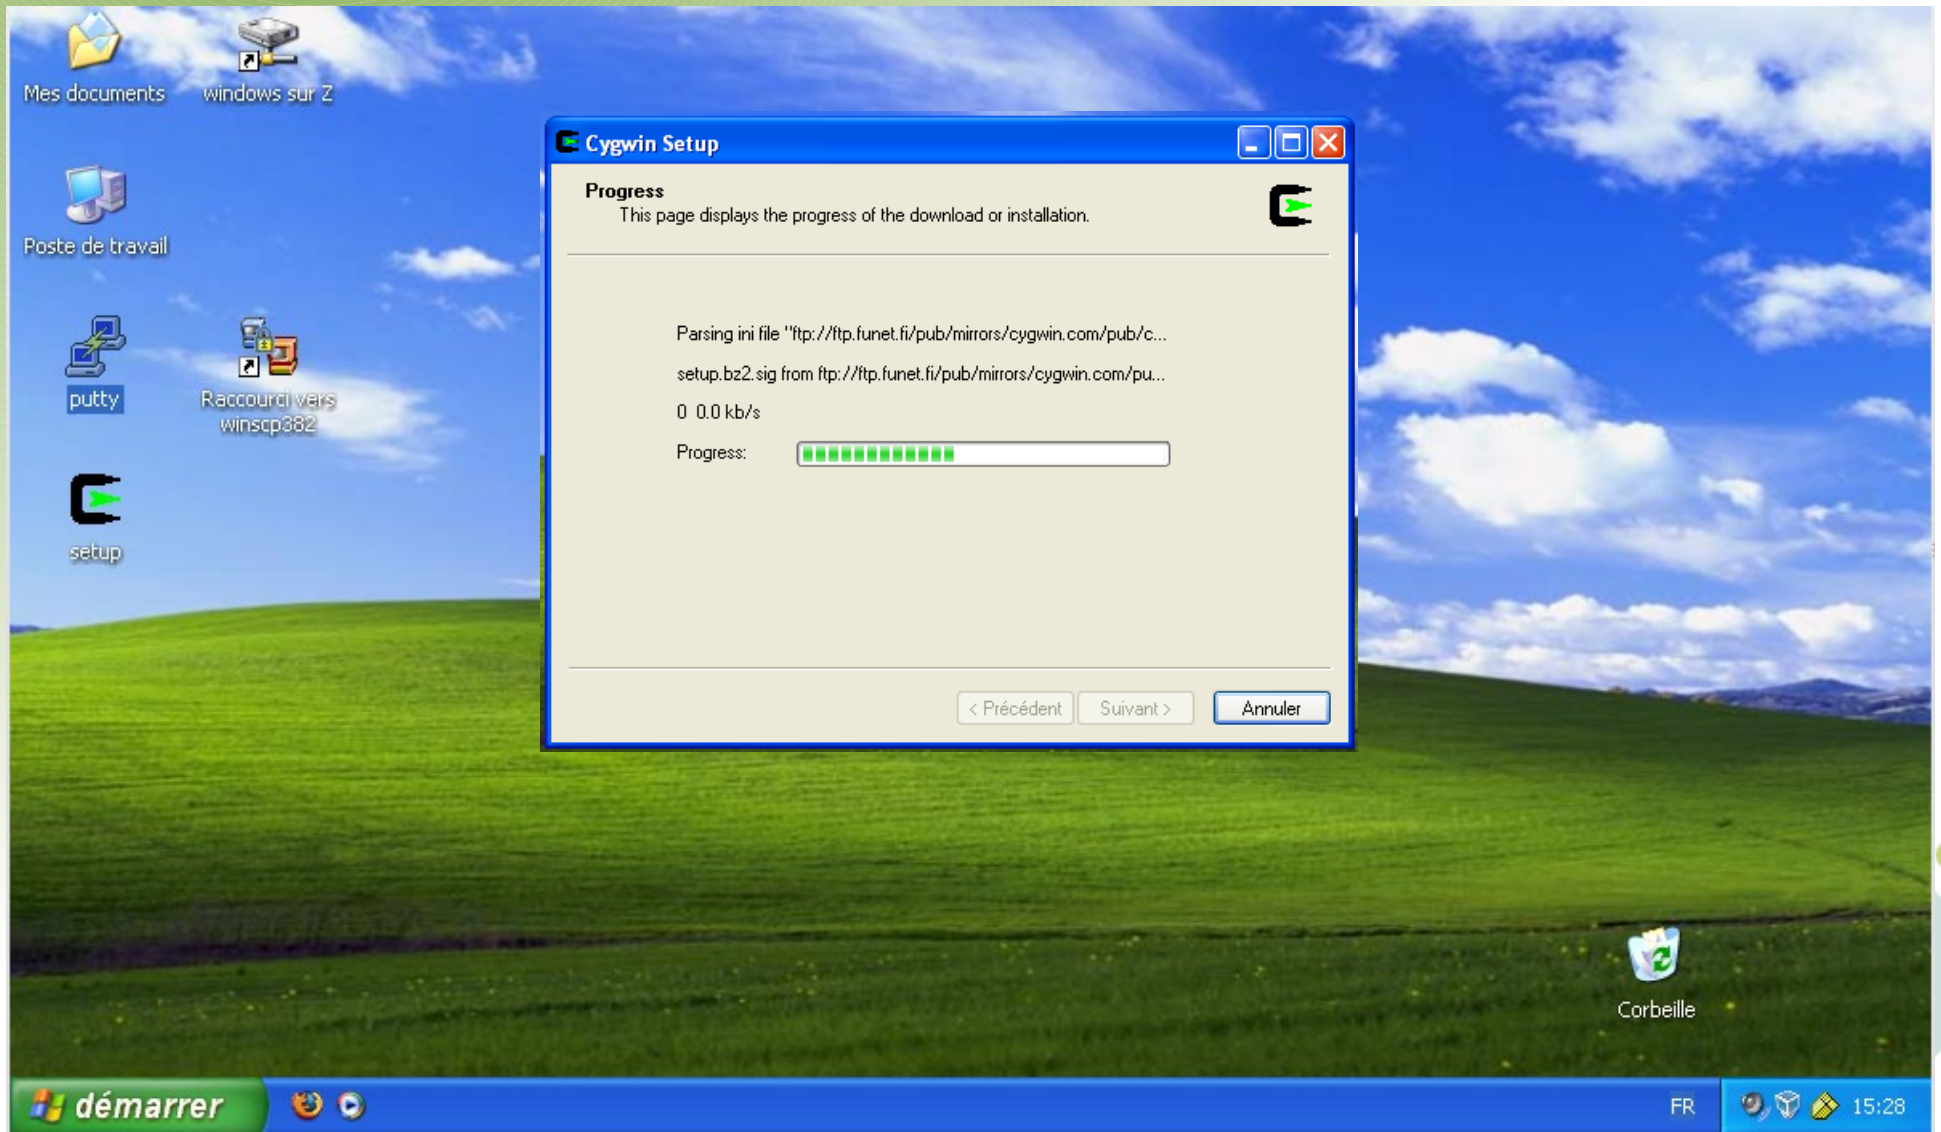 Mes documents
windows sur Z
Poste de travail
putty
Raccourci vers
winscp382
setup
Cygwin Setup
Progress
This page displays the progress of the download or installation.
Parsing ini file "ftp://ftp.funet.fi/pub/mirrors/cygwin.com/pub/c...
setup.bz2.sig from ftp://ftp.funet.fi/pub/mirrors/cygwin.com/pu...
0 0.0 kb/s
Progress:
< Précédent
Suivant >
Annuler
Corbeille
démarrer
FR
15:28